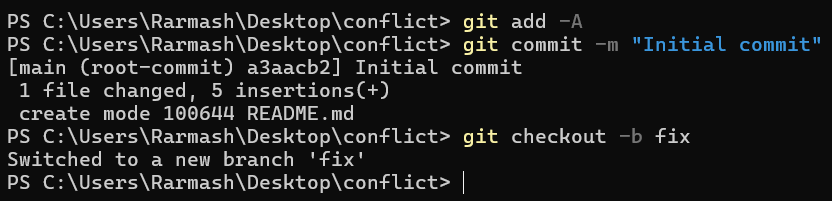 PS C:\Users\Rarmash\Desktop\conflict> git add -A
PS C:\Users\Rarmash\Desktop\conflict> git commit -m "Initial commit"
[main (root-commit) a3aacb2] Initial commit
 1 file changed, 5 insertions(+)
 create mode 100644 README.md
PS C:\Users\Rarmash\Desktop\conflict> git checkout -b fix
Switched to a new branch 'fix'
PS C:\Users\Rarmash\Desktop\conflict>